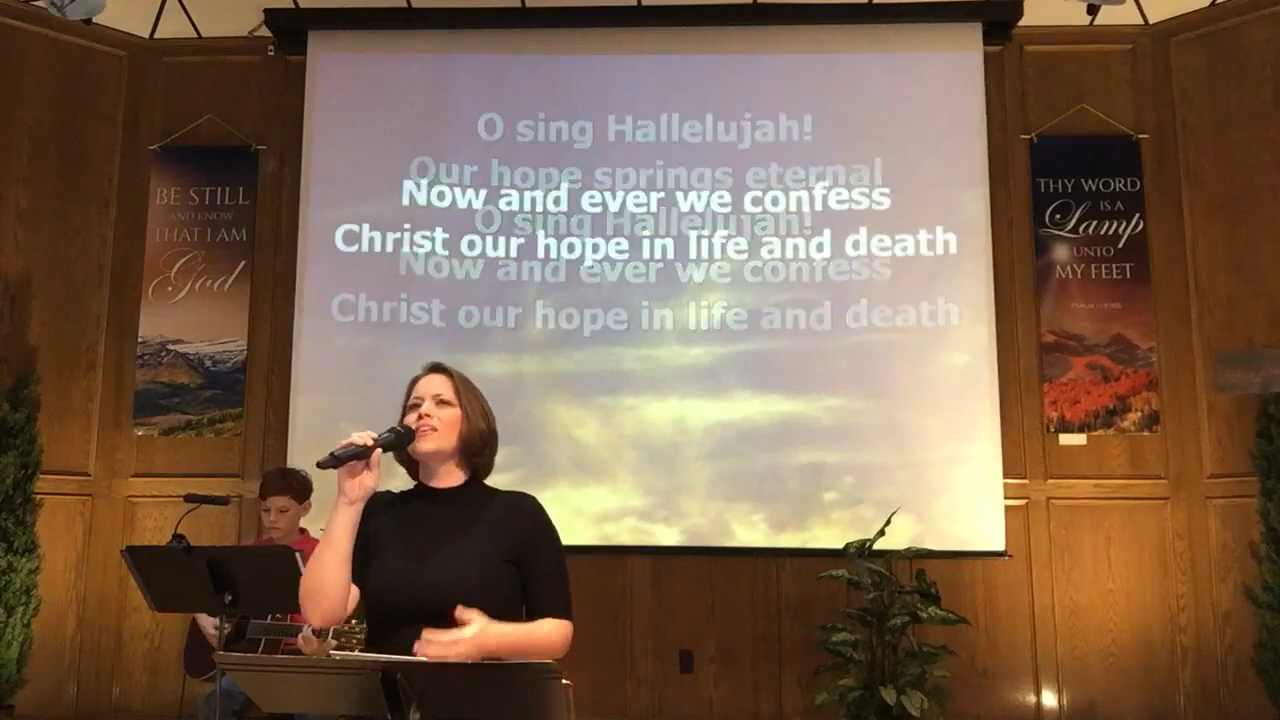 O sing Hallelujah!
Our hope springs eternal
Now and ever we confess
O sing Hallelujah!
Christ our hope in life and death
Now and ever we confess
Christ our hope in life and death
BE STILL
AND KNOW
THAT I AM
God
THY WORD
IS A
Lamp
UNTO
MY FEET